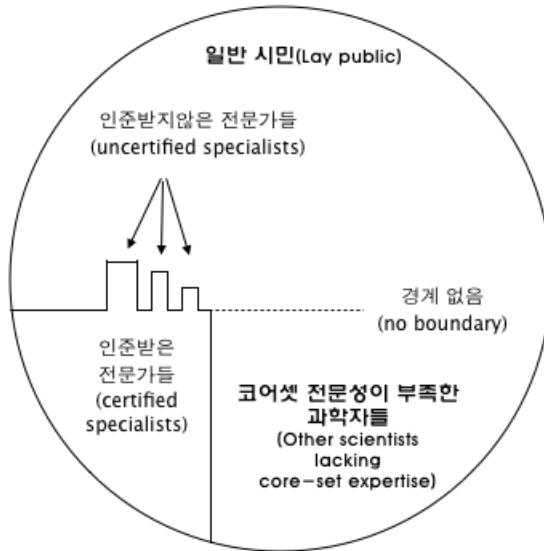 일반 시민(Lay public)
인준받지않은 전문가들
(uncertified specialists)
경계 없음
(no boundary)
인준받은
전문가들
(certified
specialists)
코어셋 전문성이 부족한
과학자들
(Other scientists
lacking
core-set expertise)